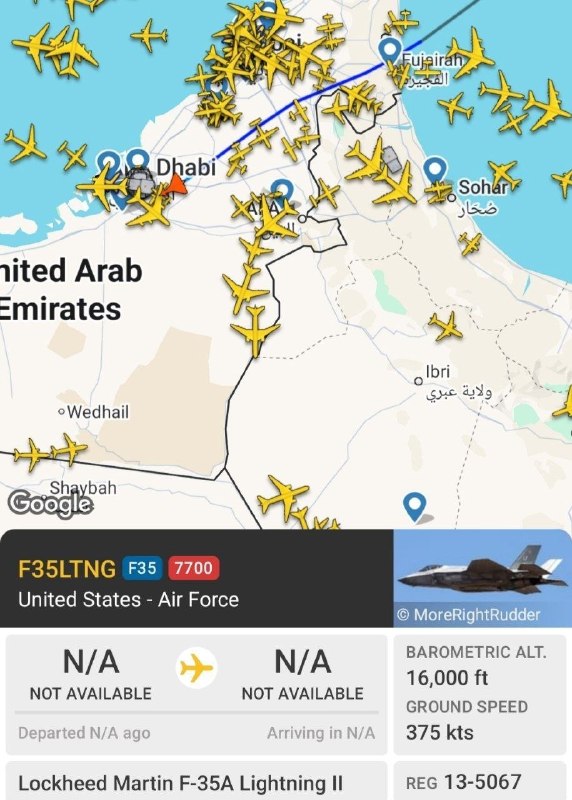 Fujairah
الفجيرة
Dhabi
Sohar
صُحَار
United Arab
Emirates
Ibri
ولاية عبري
Wedhail
Shaybah
Google
F35LTNG F35 7700
United States - Air Force
© MoreRightRudder
N/A
NOT AVAILABLE
N/A
NOT AVAILABLE
Departed N/A ago
Arriving in N/A
BAROMETRIC ALT.
16,000 ft
GROUND SPEED
375 kts
Lockheed Martin F-35A Lightning II
REG 13-5067